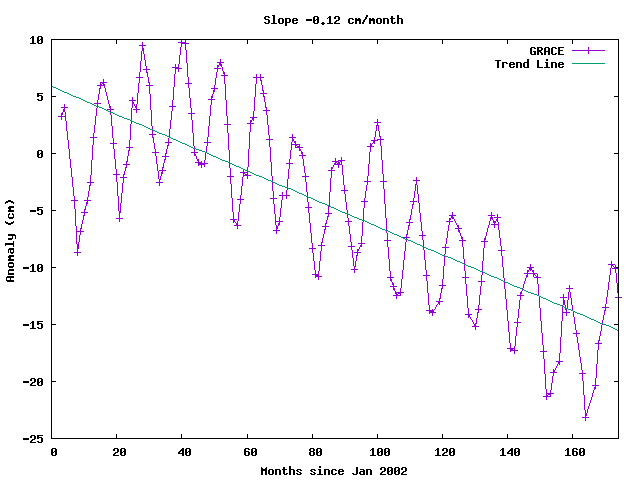 Slope -0.12 cm/month
GRACE
Trend Line
10
5
0
-5
-10
-15
-20
-25
Anomaly (cm)
0 20 40 60 80 100 120 140 160
Months since Jan 2002